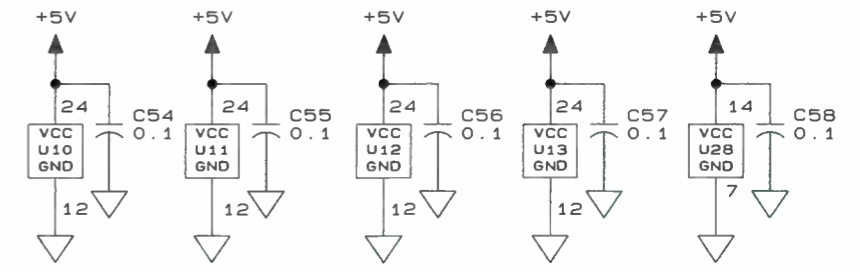 +5V +5V +5V +5V +5V
24 24 24 24 14
C54 C55 C56 C57 C58
0.1 0.1 0.1 0.1 0.1
VCC VCC VCC VCC VCC
U10 U11 U12 U13 U28
GND GND GND GND GND
7
12 12 12 12